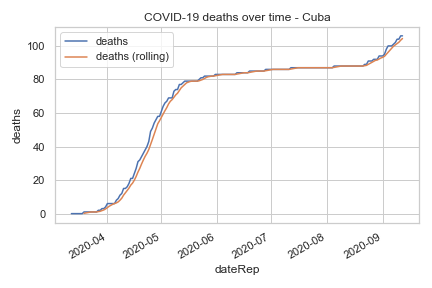 COVID-19 deaths over time - Cuba
deaths
deaths (rolling)
100
80
60
40
20
0
deaths
2020-04
2020-05
2020-06
2020-07
2020-08
2020-09
dateRep